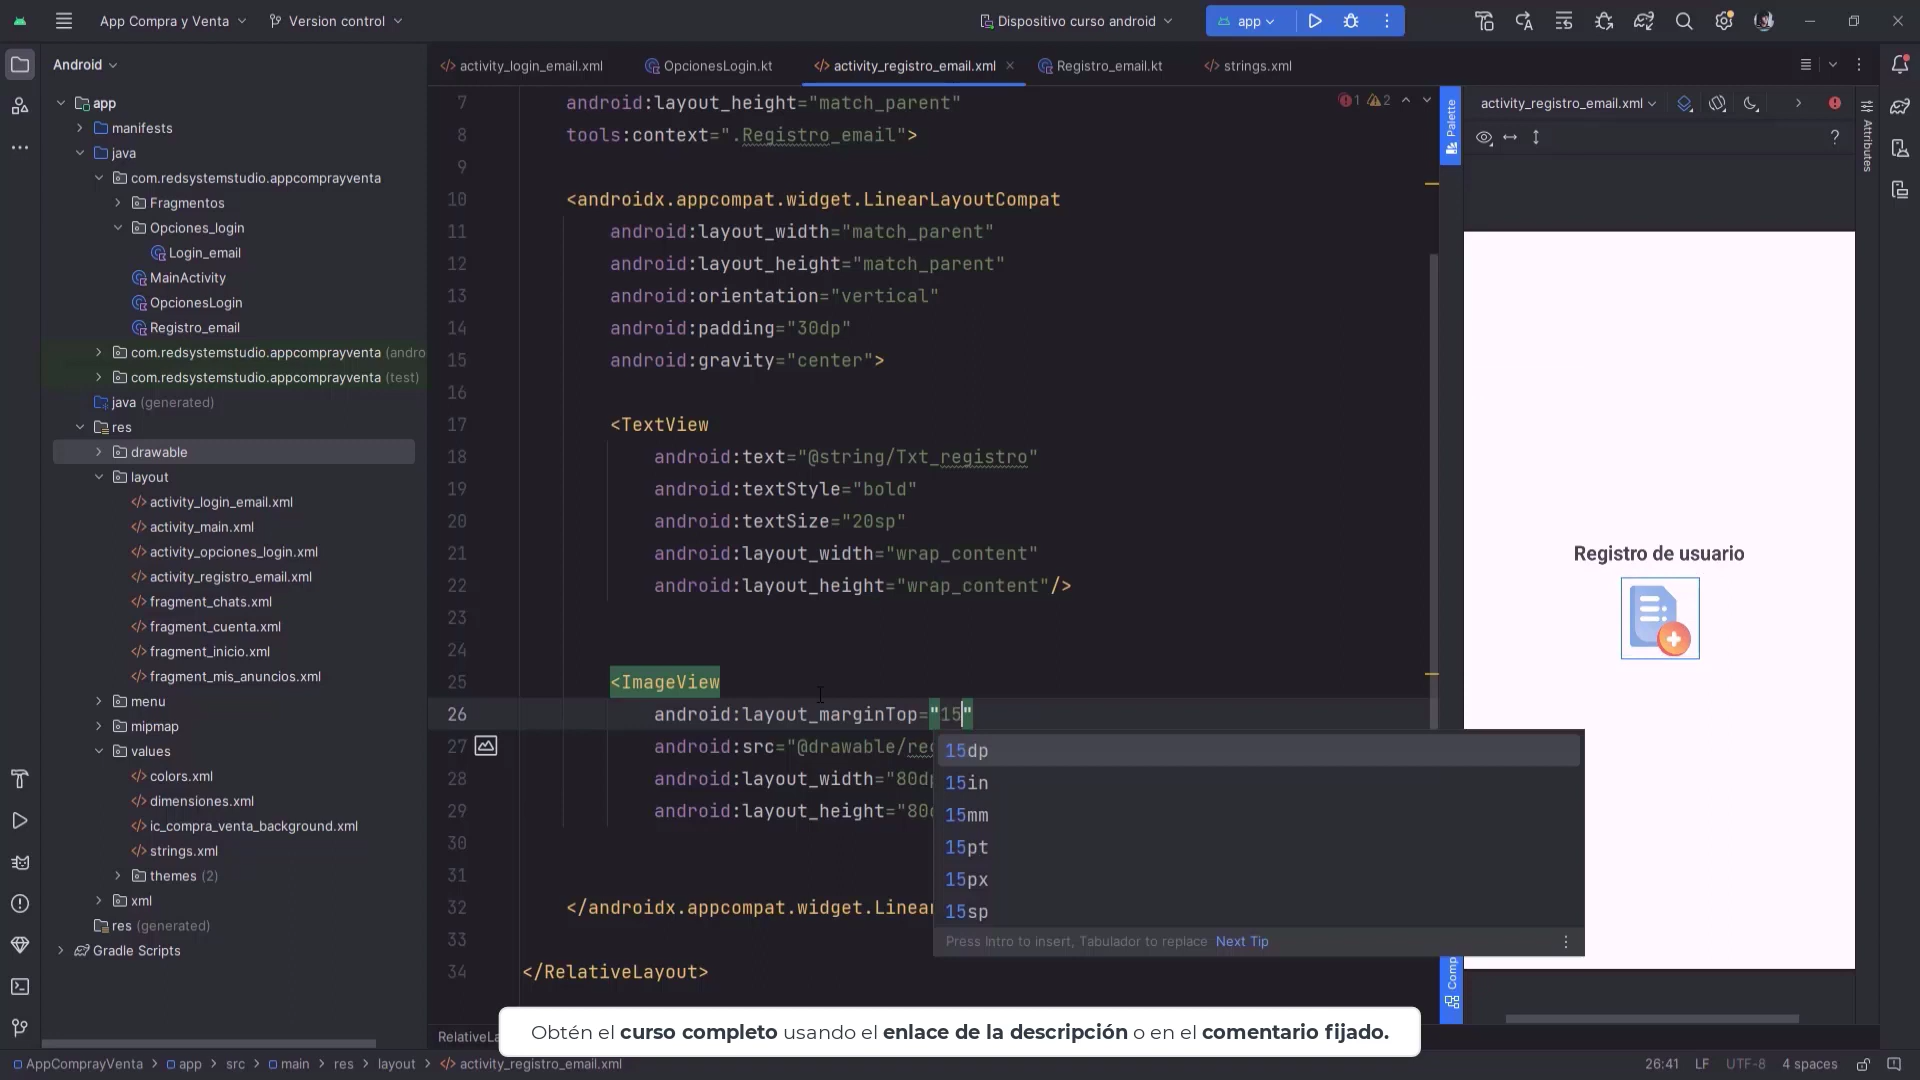 App Compra y Venta
Version control
Dispositivo curso android
app
Android
activity_login_email.xml
OpcionesLogin.kt
activity_registro_email.xml
Registro_email.kt
strings.xml
app
manifests
java
com.redsystemstudio.appcomprayventa
Fragmentos
Opciones_login
Login_email
MainActivity
OpcionesLogin
Registro_email
com.redsystemstudio.appcomprayventa (andro
com.redsystemstudio.appcomprayventa (test)
java (generated)
res
drawable
layout
activity_login_email.xml
activity_main.xml
activity_opciones_login.xml
activity_registro_email.xml
fragment_chats.xml
fragment_cuenta.xml
fragment_inicio.xml
fragment_mis_anuncios.xml
menu
mipmap
values
colors.xml
dimensiones.xml
ic_compra_venta_background.xml
strings.xml
themes (2)
xml
res (generated)
Gradle Scripts
7 android:layout_height="match_parent"
8 tools:context=".Registro_email">
9
10 <androidx.appcompat.widget.LinearLayoutCompat
11 android:layout_width="match_parent"
12 android:layout_height="match_parent"
13 android:orientation="vertical"
14 android:padding="30dp"
15 android:gravity="center">
16
17 <TextView
18 android:text="@string/Txt_registro"
19 android:textStyle="bold"
20 android:textSize="20sp"
21 android:layout_width="wrap_content"
22 android:layout_height="wrap_content"/>
23
24
25 <ImageView
26 android:layout_marginTop="15"
27 android:src="@drawable/re
28 android:layout_width="80dp
29 android:layout_height="80
30
31
32 </androidx.appcompat.widget.Linear
33
34 </RelativeLayout>
1 2
15dp
15in
15mm
15pt
15px
15sp
Press Intro to insert, Tabulador to replace Next Tip
Palette
Comp
activity_registro_email.xml
?
Attributes
Registro de usuario
RelativeLa
Obtén el curso completo usando el enlace de la descripción o en el comentario fijado.
AppComprayVenta app src main res layout activity_registro_email.xml
26:41 LF UTF-8 4 spaces